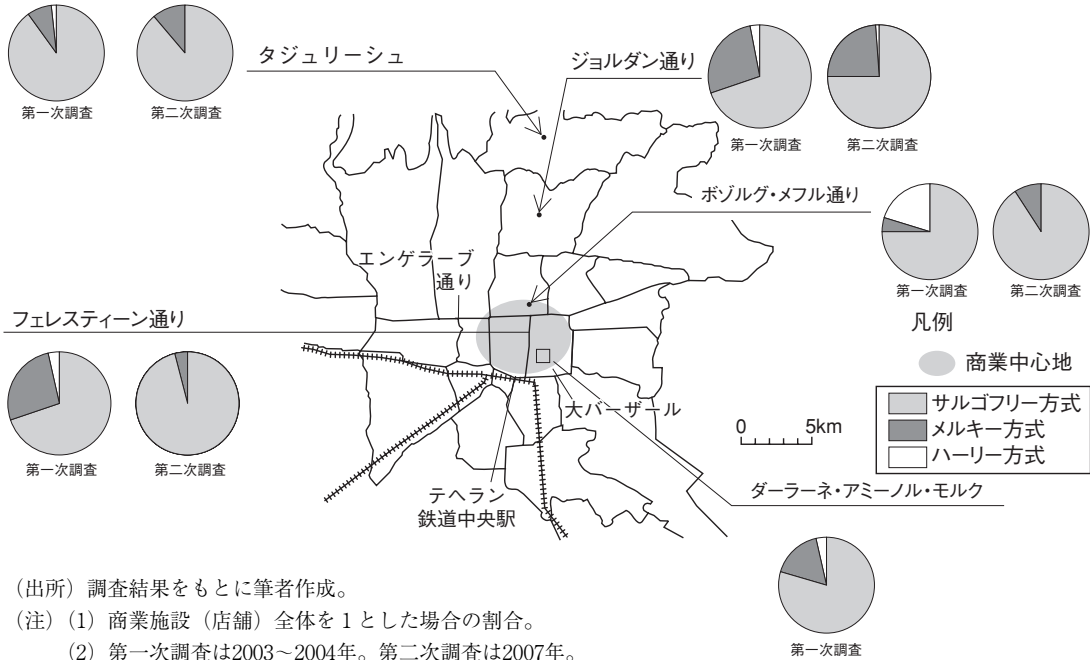 タジュリーシュ
第一次調査
第二次調査
ジョルダン通り
第一次調査
第二次調査
ボゾルグ・メフル通り
第一次調査
第二次調査
エンゲラーブ
通り
フェレスティーン通り
第一次調査
第二次調査
凡例
商業中心地
サルゴフリー方式
メルキー方式
ハーリー方式
大バーザール
0
5km
テヘラン
鉄道中央駅
ダーラーネ・アミーノル・モルク
第一次調査
(出所)調査結果をもとに筆者作成。
(注)(1) 商業施設(店舗)全体を1とした場合の割合。
(2) 第一次調査は2003~2004年。第二次調査は2007年。